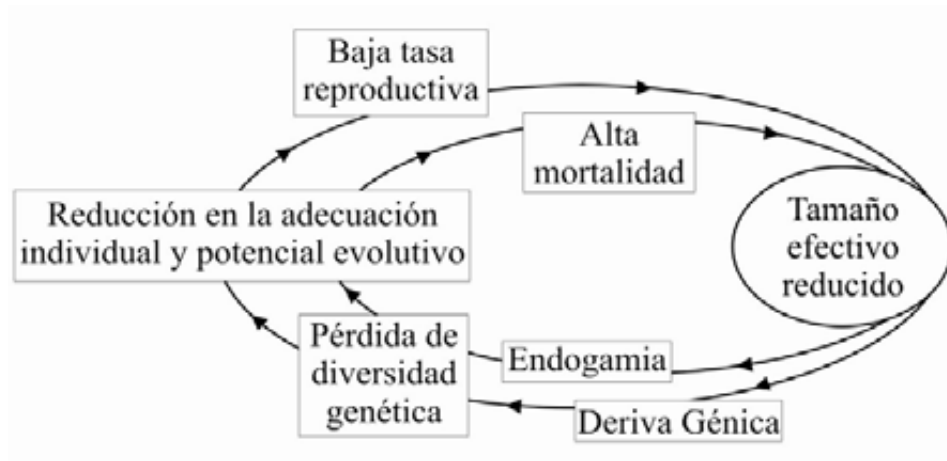 Baja tasa
reproductiva
Alta
mortalidad
Reducción en la adecuación
individual y potencial evolutivo
Tamaño
efectivo
reducido
Pérdida de
diversidad
genética
Endogamia
Deriva Génica